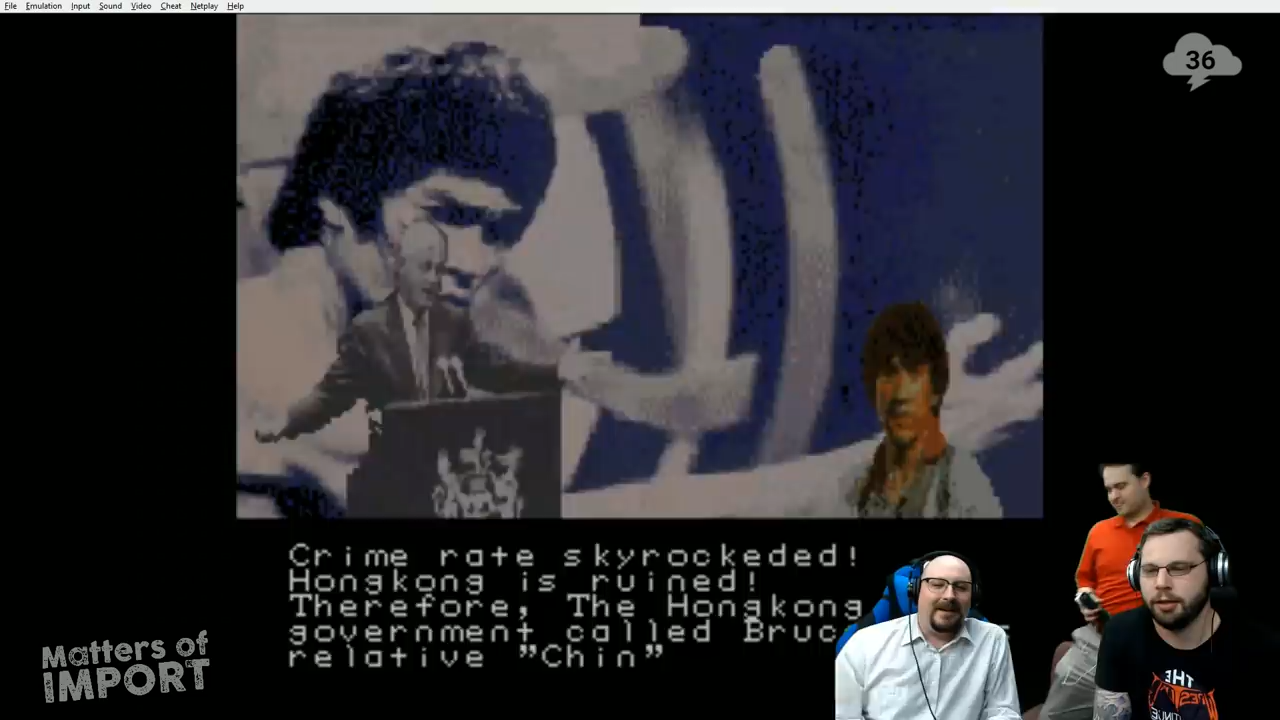 File Emulation Input Sound Video Cheat Netplay Help
36
Crime rate skyrockeded!
Hongkong is ruined!
Therefore, The Hongkong
government called
relative "Chin"
Matters of
IMPORT
THE